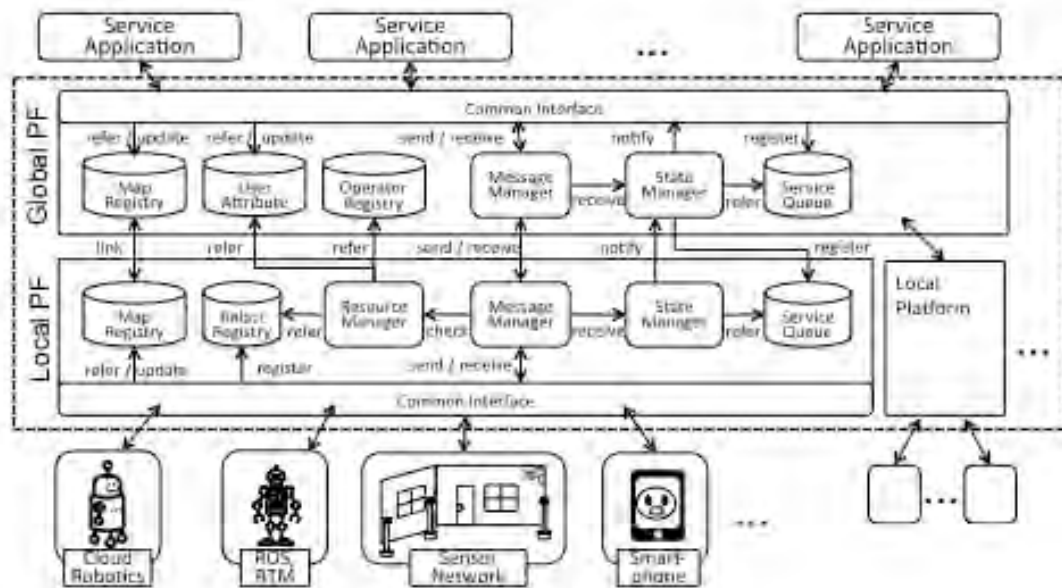 Service
Application
Service
Application
...
Service
Application
Global PF
Common Interface
refer / update
refer / update
send / receive
notify
register
Map
Registry
User
Attribute
Operator
Registry
Message
Manager
receive
State
Manager
refer
Service
Queue
link
refer
refer
send / receive
notify
register
Local PF
Map
Registry
Robot
Registry
refer
Resource
Manager
check
Message
Manager
receive
State
Manager
refer
Service
Queue
Local
Platform
...
refer / update
register
send / receive
Common Interface
Cloud
Robotics
ROS,
RTM
Sensor
Network
Smart
phone
...
...